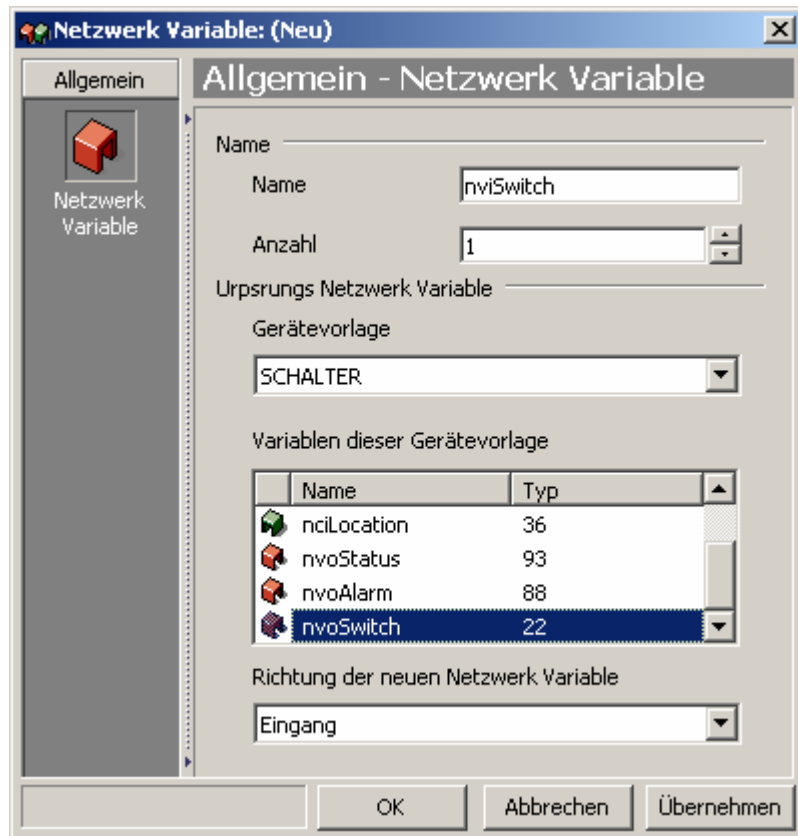 Netzwerk Variable: (Neu)
Allgemein
Allgemein - Netzwerk Variable
Netzwerk
Variable
Name
Name nviSwitch
Anzahl 1
Urpsrungs Netzwerk Variable
Gerätevorlage
SCHALTER
Variablen dieser Gerätevorlage
Name Typ
nciLocation 36
nvoStatus 93
nvoAlarm 88
nvoSwitch 22
Richtung der neuen Netzwerk Variable
Eingang
OK Abbrechen Übernehmen